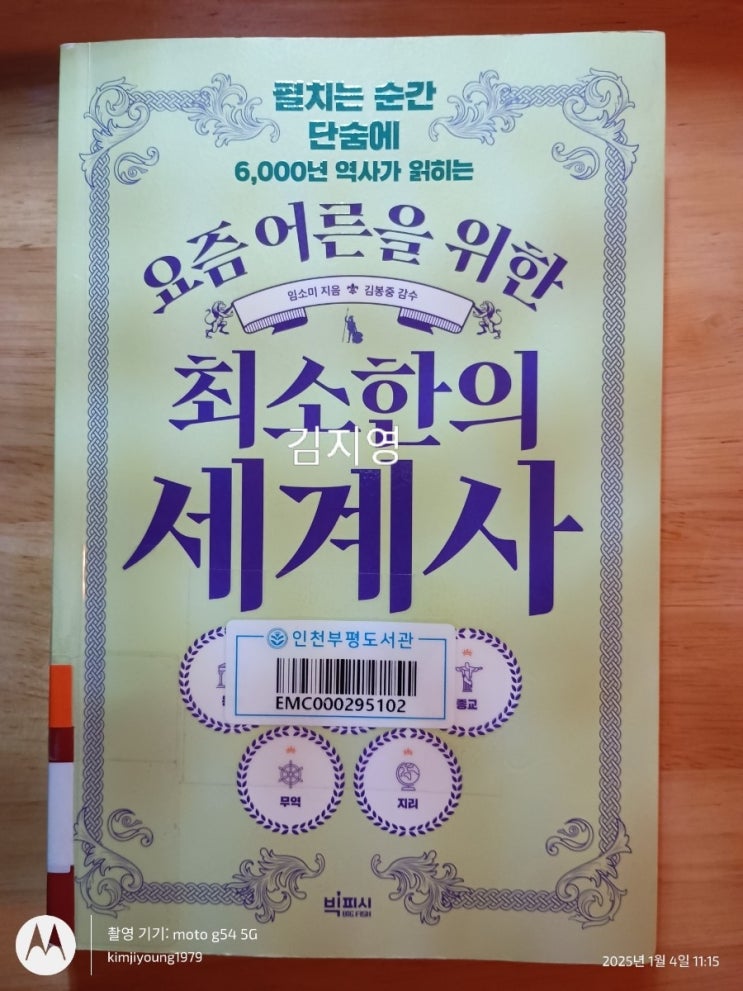 펼치는 순간
단숨에
6,000년 역사가 읽히는
요즘 어른을 위한
임소미 지음 김봉중 감수
최소한의
김지영
세계사
인천부평도서관
EMC000295102
종교
무역
지리
빅피시
BIG FISH
촬영 기기: moto g54 5G
kimjiyoung1979
2025년 1월 4일 11:15